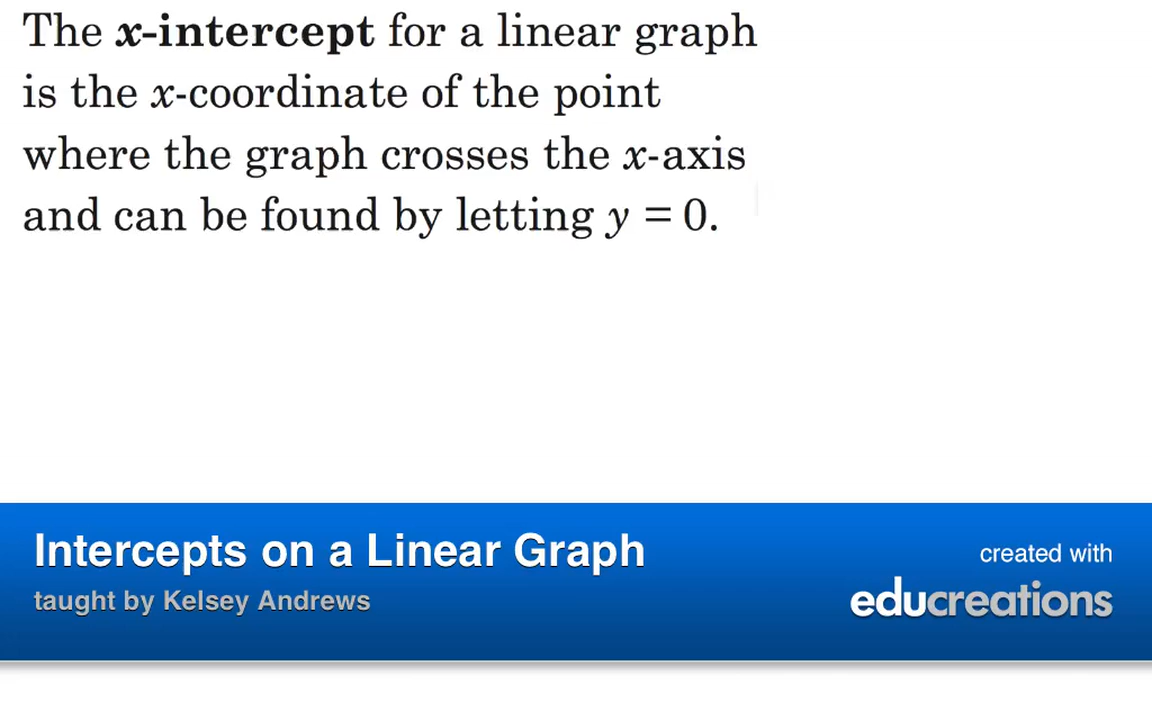 The x-intercept for a linear graph
is the x-coordinate of the point
where the graph crosses the x-axis
and can be found by letting y = 0.
Intercepts on a Linear Graph
taught by Kelsey Andrews
created with
educreations